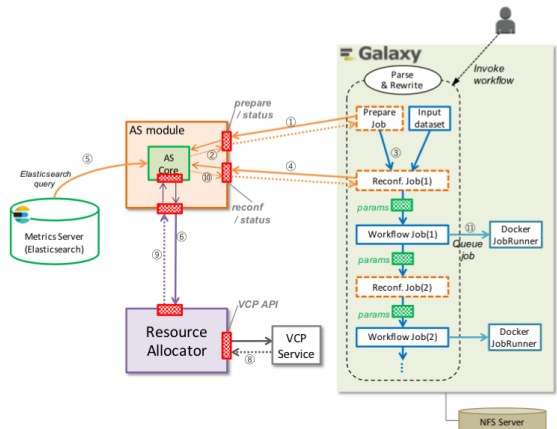 Galaxy
Parse
& Rewrite
Invoke
workflow
prepare
/ status
①
Prepare
Job
Input
dataset
AS module
②
③
⑤
AS
Core
④
Elasticsearch
query
⑩
Reconf. Job(1)
reconf
/ status
params
Metrics Server
(Elasticsearch)
Workflow Job(1)
⑪
Queue
job
Docker
JobRunner
⑥
⑨
params
Reconf. Job(2)
VCP API
params
Resource
Allocator
VCP
Service
⑧
Workflow Job(2)
Docker
JobRunner
NFS Server